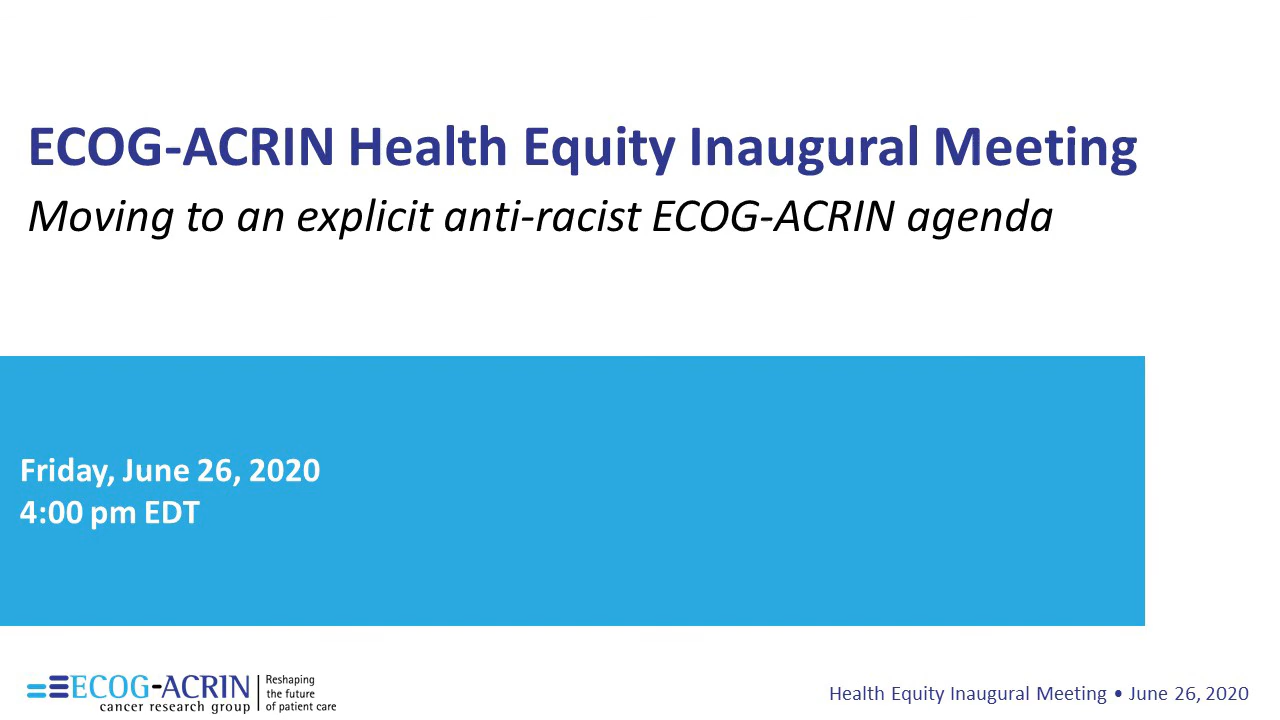 ECOG-ACRIN Health Equity Inaugural Meeting
Moving to an explicit anti-racist ECOG-ACRIN agenda
Friday, June 26, 2020
4:00 pm EDT
ECOG-ACRIN
cancer research group
Reshaping
the future
of patient care
Health Equity Inaugural Meeting • June 26, 2020